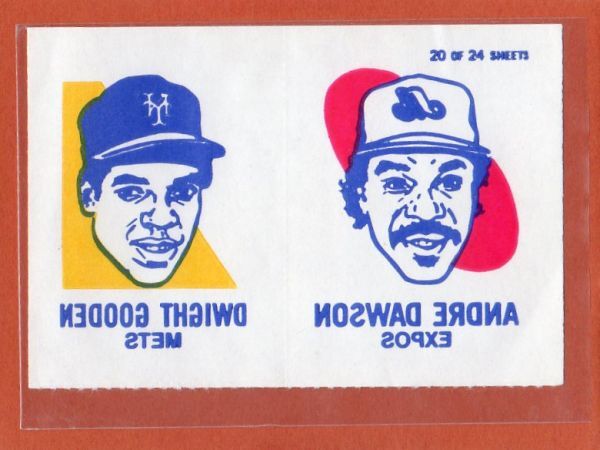 20 OF 24 SHEETS
DWIGHT GOODEN
METS
ANDRE DAWSON
EXPOS